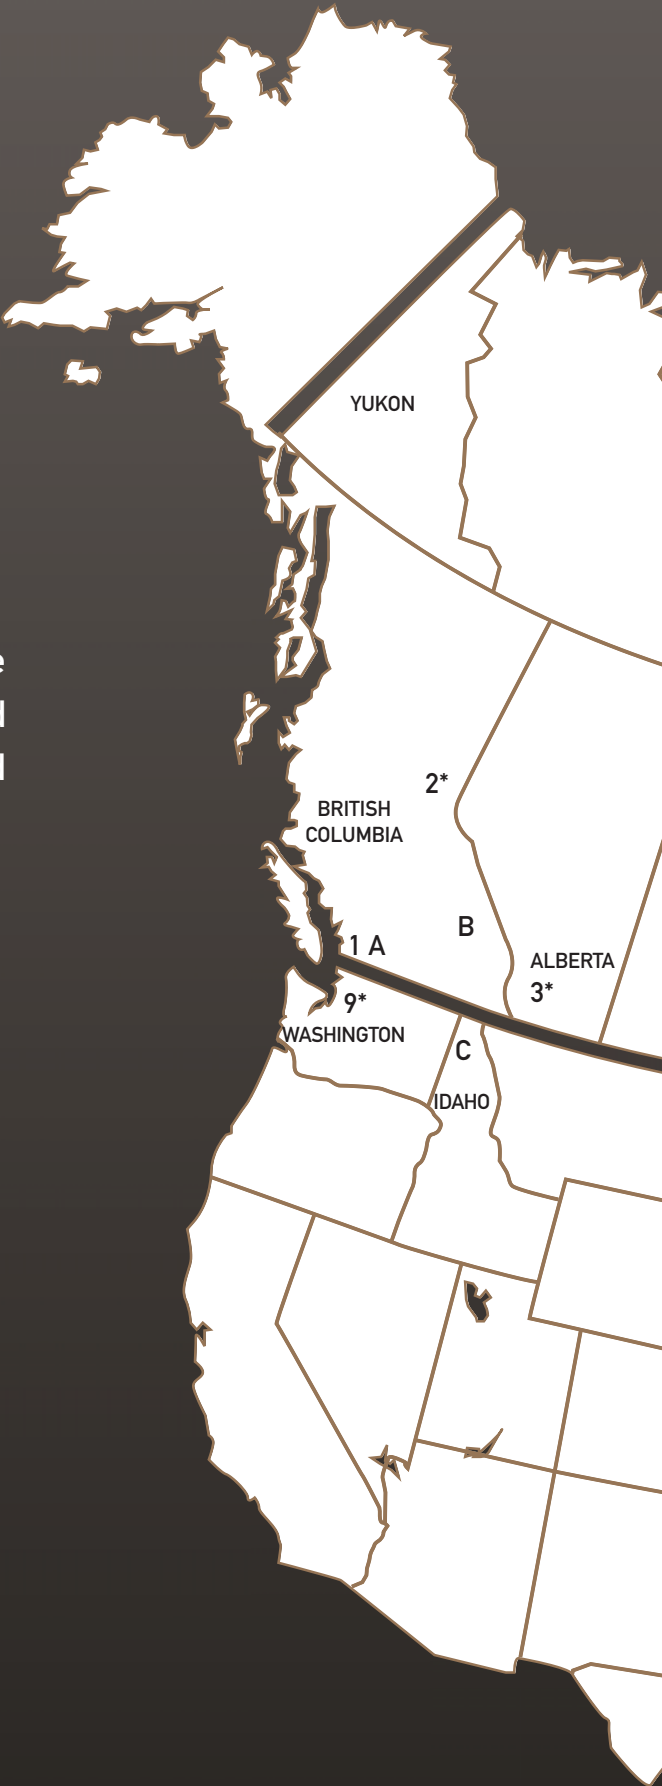 YUKON
e
d
2*
BRITISH
COLUMBIA
B
1 A
ALBERTA
3*
9*
WASHINGTON
C
IDAHO